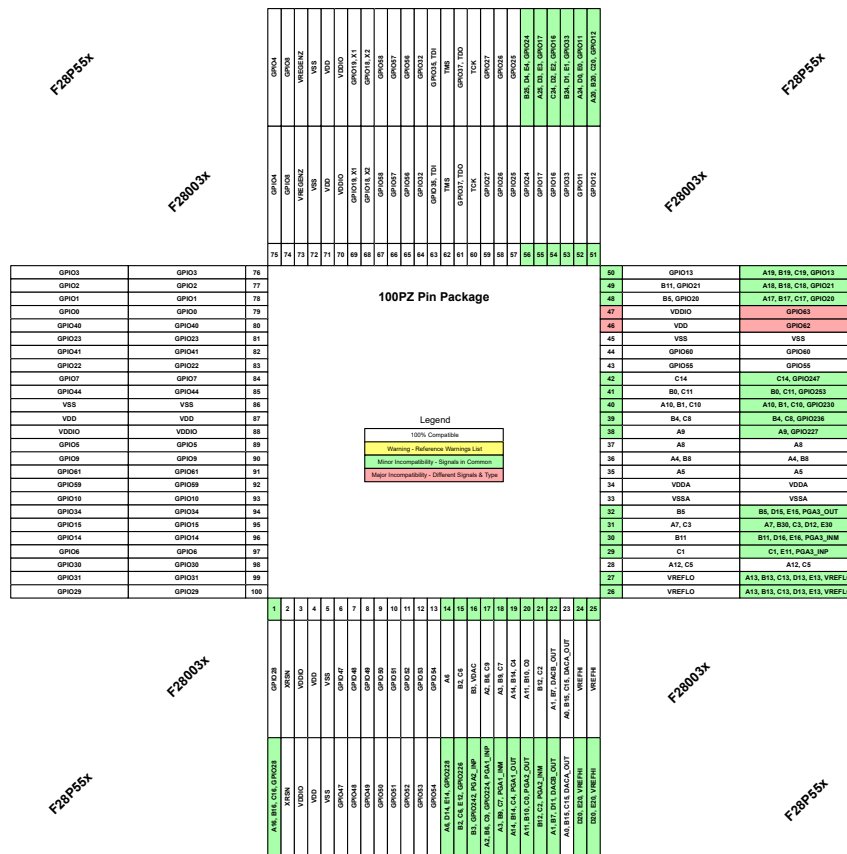 F28P55x
F28003x
F28P55x
F28003x
GPIO4
GPIO8
VREGENZ
VSS
VDD
VDDIO
GPIO19, X1
GPIO18, X2
GPIO58
GPIO57
GPIO56
GPIO32
GPIO35, TDI
TMS
GPIO37, TDO
TCK
GPIO27
GPIO26
GPIO25
B25, D4, E4, GPIO24
A25, D3, E3, GPIO17
C24, D2, E2, GPIO16
B24, D1, E1, GPIO33
A24, D0, E0, GPIO11
A20, B20, C20, GPIO12
GPIO4
GPIO8
VREGENZ
VSS
VDD
VDDIO
GPIO19, X1
GPIO18, X2
GPIO58
GPIO57
GPIO56
GPIO32
GPIO35, TDI
TMS
GPIO37, TDO
TCK
GPIO27
GPIO26
GPIO25
GPIO24
GPIO17
GPIO16
GPIO33
GPIO11
GPIO12
75 74 73 72 71 70 69 68 67 66 65 64 63 62 61 60 59 58 57 56 55 54 53 52 51
GPIO3 GPIO3 76
GPIO2 GPIO2 77
GPIO1 GPIO1 78
GPIO0 GPIO0 79
GPIO40 GPIO40 80
GPIO23 GPIO23 81
GPIO41 GPIO41 82
GPIO22 GPIO22 83
GPIO7 GPIO7 84
GPIO44 GPIO44 85
VSS VSS 86
VDD VDD 87
VDDIO VDDIO 88
GPIO5 GPIO5 89
GPIO9 GPIO9 90
GPIO61 GPIO61 91
GPIO59 GPIO59 92
GPIO10 GPIO10 93
GPIO34 GPIO34 94
GPIO15 GPIO15 95
GPIO14 GPIO14 96
GPIO6 GPIO6 97
GPIO30 GPIO30 98
GPIO31 GPIO31 99
GPIO29 GPIO29 100
100PZ Pin Package
Legend
100% Compatible
Warning - Reference Warnings List
Minor Incompatibility - Signals in Common
Major Incompatibility - Different Signals & Type
50 GPIO13 A19, B19, C19, GPIO13
49 B11, GPIO21 A18, B18, C18, GPIO21
48 B5, GPIO20 A17, B17, C17, GPIO20
47 VDDIO GPIO63
46 VDD GPIO62
45 VSS VSS
44 GPIO60 GPIO60
43 GPIO55 GPIO55
42 C14 C14, GPIO247
41 B0, C11 B0, C11, GPIO253
40 A10, B1, C10 A10, B1, C10, GPIO230
39 B4, C8 B4, C8, GPIO236
38 A9 A9, GPIO227
37 A8 A8
36 A4, B8 A4, B8
35 A5 A5
34 VDDA VDDA
33 VSSA VSSA
32 B5 B5, D15, E15, PGA3_OUT
31 A7, C3 A7, B30, C3, D12, E30
30 B11 B11, D16, E16, PGA3_INM
29 C1 C1, E11, PGA3_INP
28 A12, C5 A12, C5
27 VREFLO A13, B13, C13, D13, E13, VREFLO
26 VREFLO A13, B13, C13, D13, E13, VREFLO
1 2 3 4 5 6 7 8 9 10 11 12 13 14 15 16 17 18 19 20 21 22 23 24 25
GPIO28
XRSN
VDDIO
VDD
VSS
GPIO47
GPIO48
GPIO49
GPIO50
GPIO51
GPIO52
GPIO53
GPIO54
A6
B2, C6
B3, VDAC
A2, B6, C9
A3, B9, C7
A14, B14, C4
A11, B10, C0
B12, C2
A1, B7, DACB_OUT
A0, B15, C15, DACA_OUT
VREFHI
VREFHI
A16, B16, C16, GPIO28
XRSN
VDDIO
VDD
VSS
GPIO47
GPIO48
GPIO49
GPIO50
GPIO51
GPIO52
GPIO53
GPIO54
A6, D14, E14, GPIO228
B2, C6, E12, GPIO226
B3, GPIO242, PGA2_INP
A2, B6, C9, GPIO224, PGA1_INP
A3, B9, C7, PGA1_INM
A14, B14, C4, PGA1_OUT
A11, B10, C0, PGA2_OUT
B12, C2, PGA2_INM
A1, B7, D11, DACB_OUT
A0, B15, C15, DACA_OUT
D20, E20, VREFHI
D20, E20, VREFHI
F28003x
F28P55x
F28003x
F28P55x